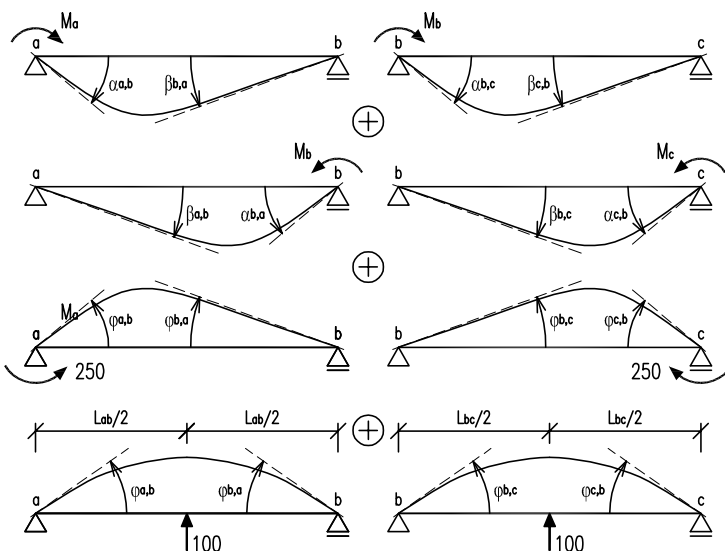 Ma Mb
a b b c
αa,b βb,a αb,c βc,b
Mb Mc
a b b c
βa,b αb,a βb,c αc,b
Ma
a φa,b φb,a b b φb,c φc,b c
250 250
Lab/2 Lab/2 Lbc/2 Lbc/2
a φa,b φb,a b b φb,c φc,b c
100 100